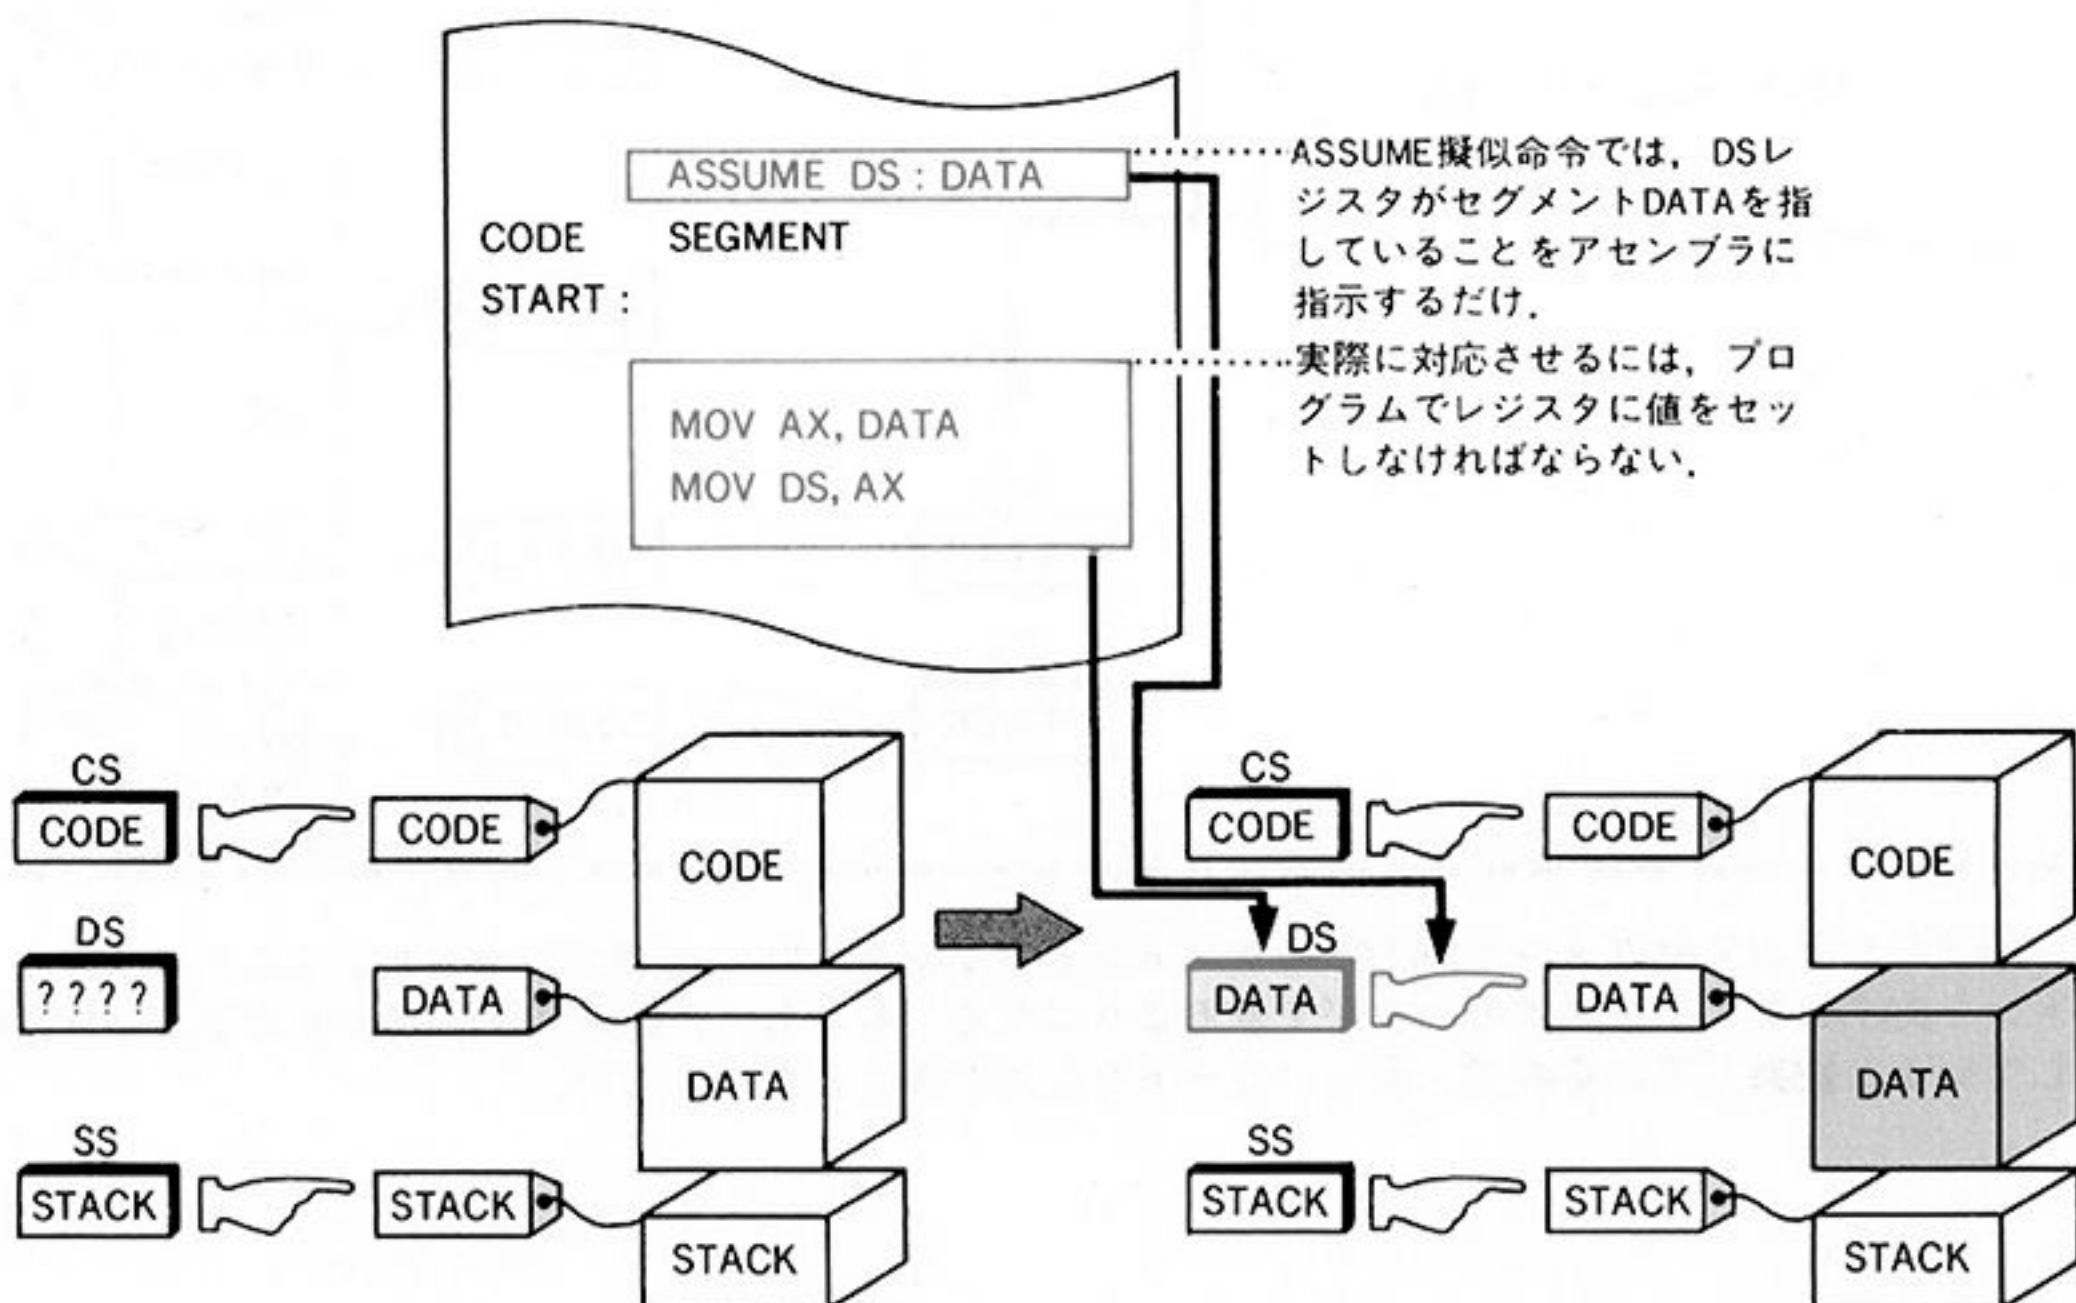 ASSUME DS : DATA
CODE SEGMENT
START :
MOV AX, DATA
MOV DS, AX
ASSUME擬似命令では，DSレ
ジスタがセグメントDATAを指
していることをアセンブラに
指示するだけ．
実際に対応させるには，プロ
グラムでレジスタに値をセッ
トしなければならない．
CS
CODE
CODE
CODE
DS
????
DATA
DATA
SS
STACK
STACK
STACK
CS
CODE
CODE
CODE
DS
DATA
DATA
DATA
SS
STACK
STACK
STACK